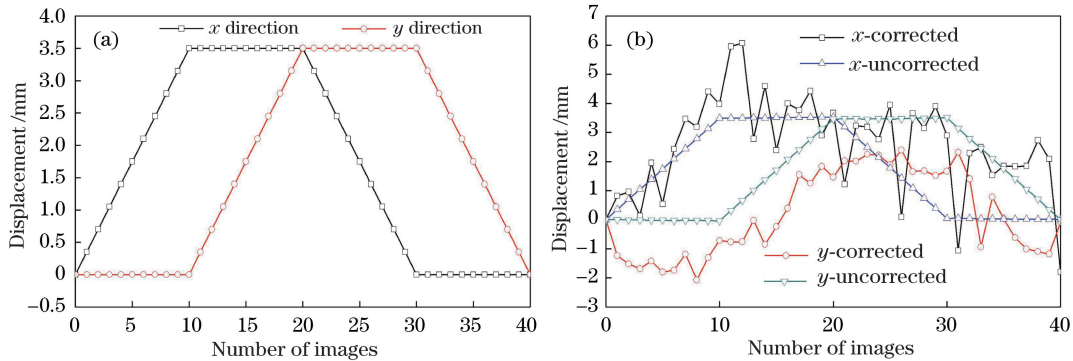 (a)
x direction
y direction
4.0
3.5
3.0
2.5
2.0
1.5
1.0
0.5
0
-0.5
Displacement /mm
0 5 10 15 20 25 30 35 40
Number of images
(b)
x-corrected
x-uncorrected
y-corrected
y-uncorrected
7
6
5
4
3
2
1
0
-1
-2
-3
Displacement /mm
0 10 20 30 40
Number of images